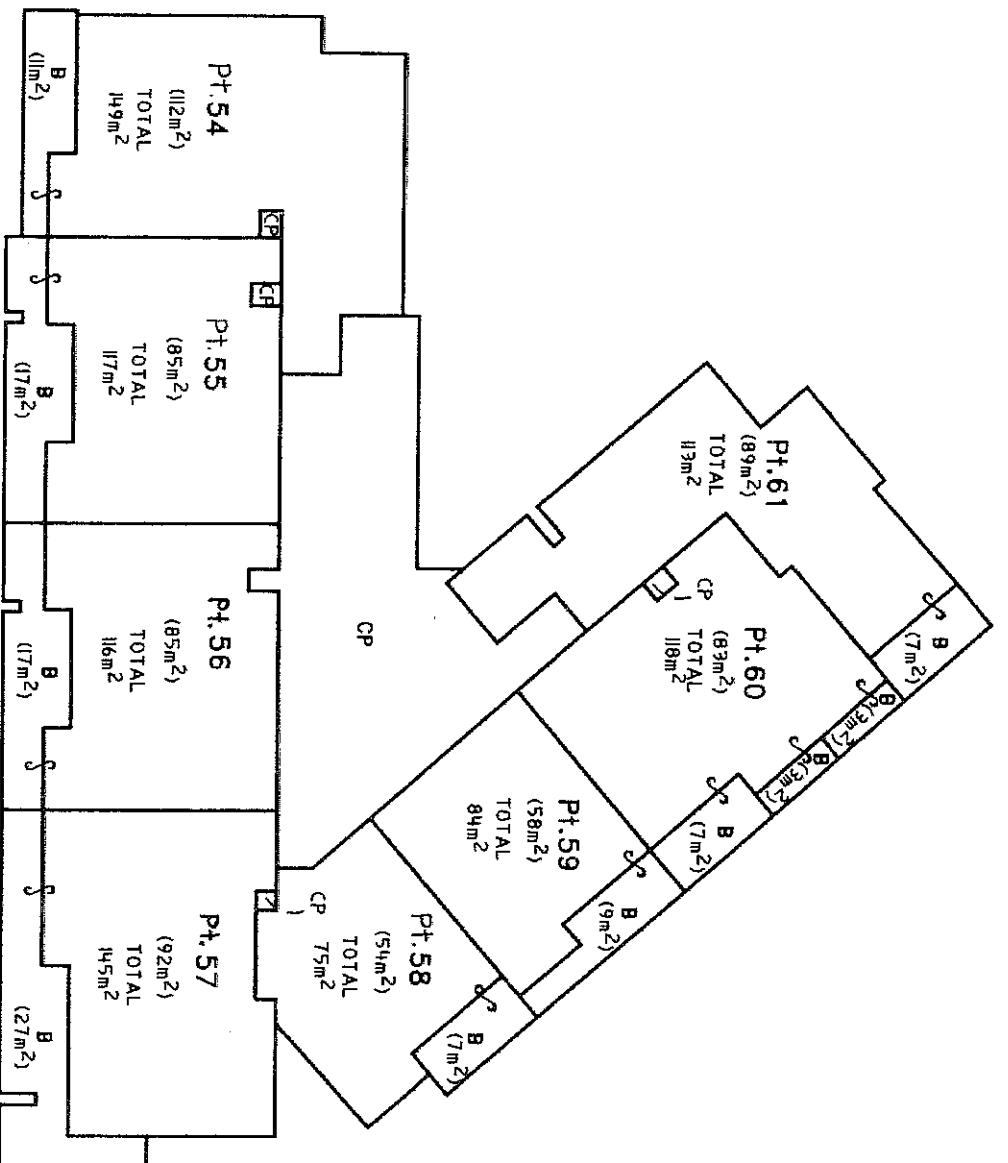 Pt.54
(112m²)
TOTAL
149m²
B
(11m²)
CP
CP
Pt.55
(85m²)
TOTAL
117m²
B
(17m²)
Pt.56
(85m²)
TOTAL
116m²
B
(17m²)
Pt.57
(92m²)
TOTAL
145m²
B
(27m²)
CP
CP
Pt.58
(54m²)
TOTAL
75m²
B
(7m²)
Pt.59
(58m²)
TOTAL
84m²
B
(9m²)
Pt.60
(89m²)
TOTAL
118m²
CP
B
(7m²)
B (3m²)
B (3m²)
Pt.61
(89m²)
TOTAL
113m²
B
(7m²)